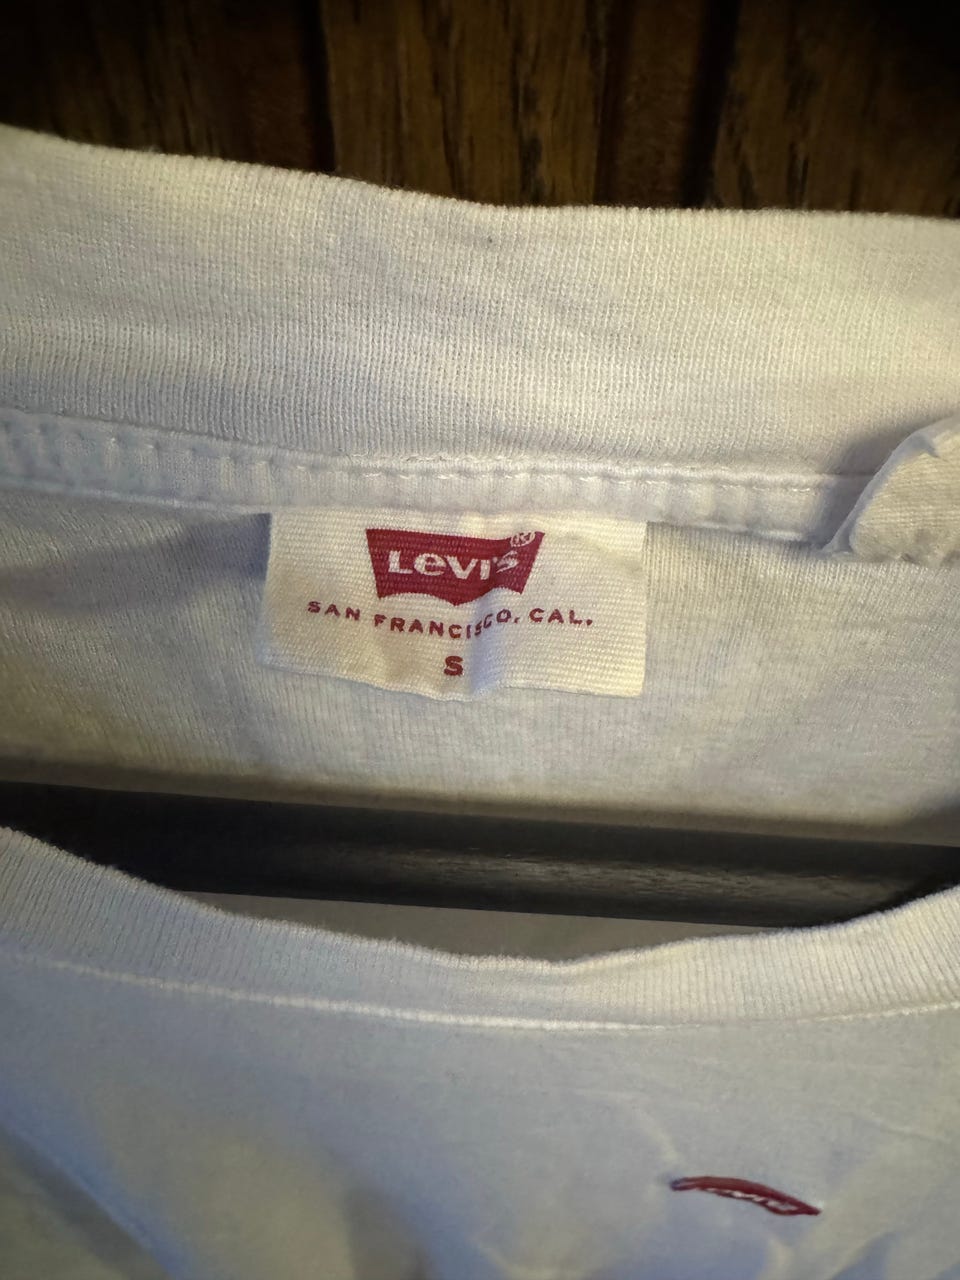 Levi's®
SAN FRANCISCO, CAL.
S